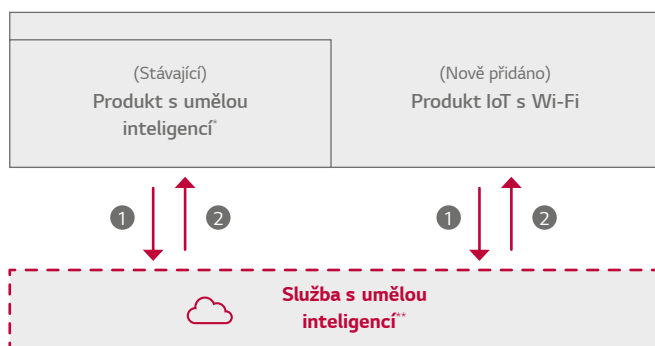 (Stávající)
Produkt s umělou
inteligencí*
(Nově přidáno)
Produkt IoT s Wi-Fi
1
2
1
2
Služba s umělou
inteligencí**